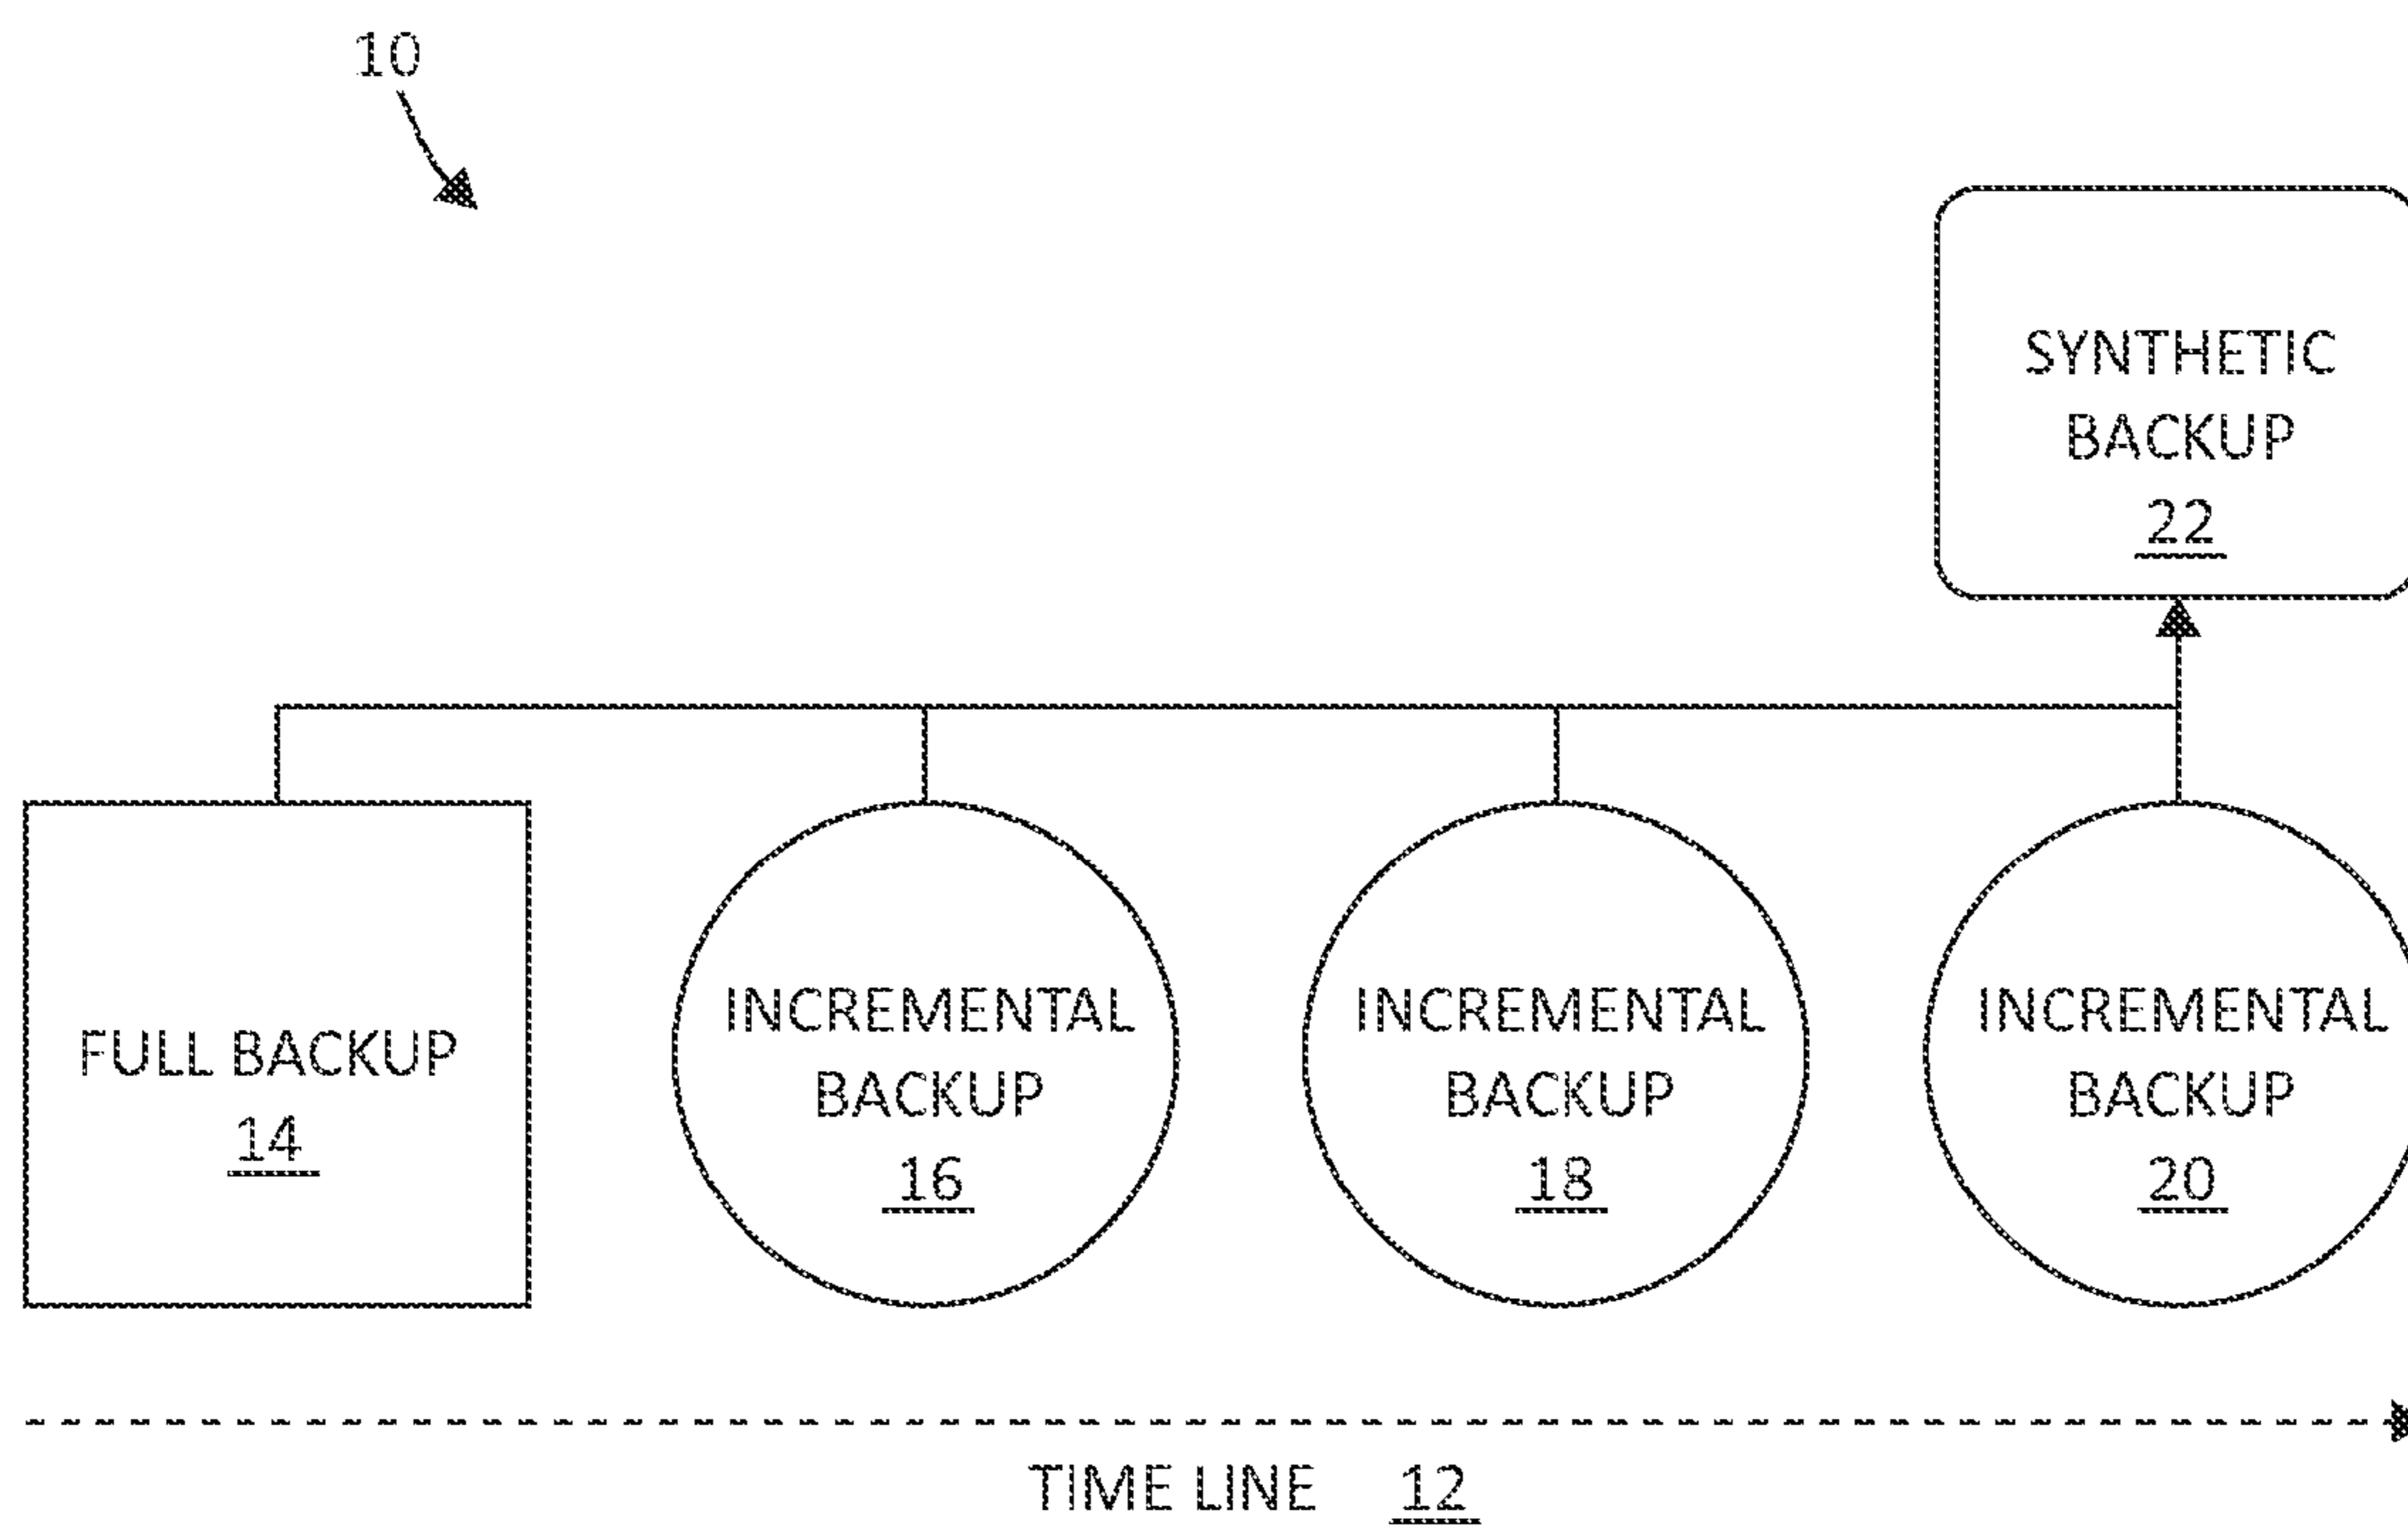 10
SYNTHETIC
BACKUP
22
FULL BACKUP
14
INCREMENTAL
BACKUP
16
INCREMENTAL
BACKUP
18
INCREMENTAL
BACKUP
20
TIME LINE 12